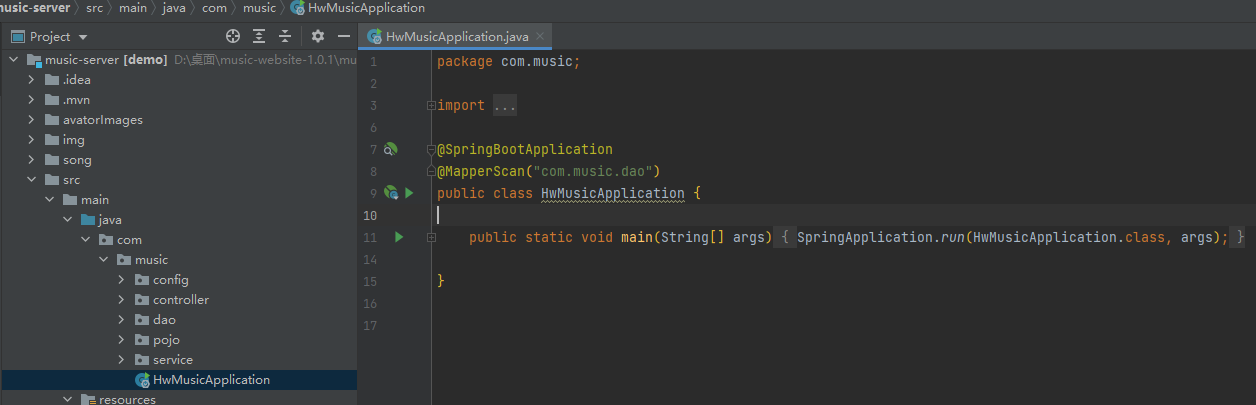 music-server 〉 src 〉 main 〉 java 〉 com 〉 music 〉 HwMusicApplication
Project
HwMusicApplication.java
music-server [demo] D:\桌面\music-website-1.0.1\mu
.idea
.mvn
avatorImages
img
song
src
main
java
com
music
config
controller
dao
pojo
service
HwMusicApplication
resources
1 package com.music;
2
3 import ...
6
7 @SpringBootApplication
8 @MapperScan("com.music.dao")
9 public class HwMusicApplication {
10
11 public static void main(String[] args) { SpringApplication.run(HwMusicApplication.class, args); }
14
15 }
16
17